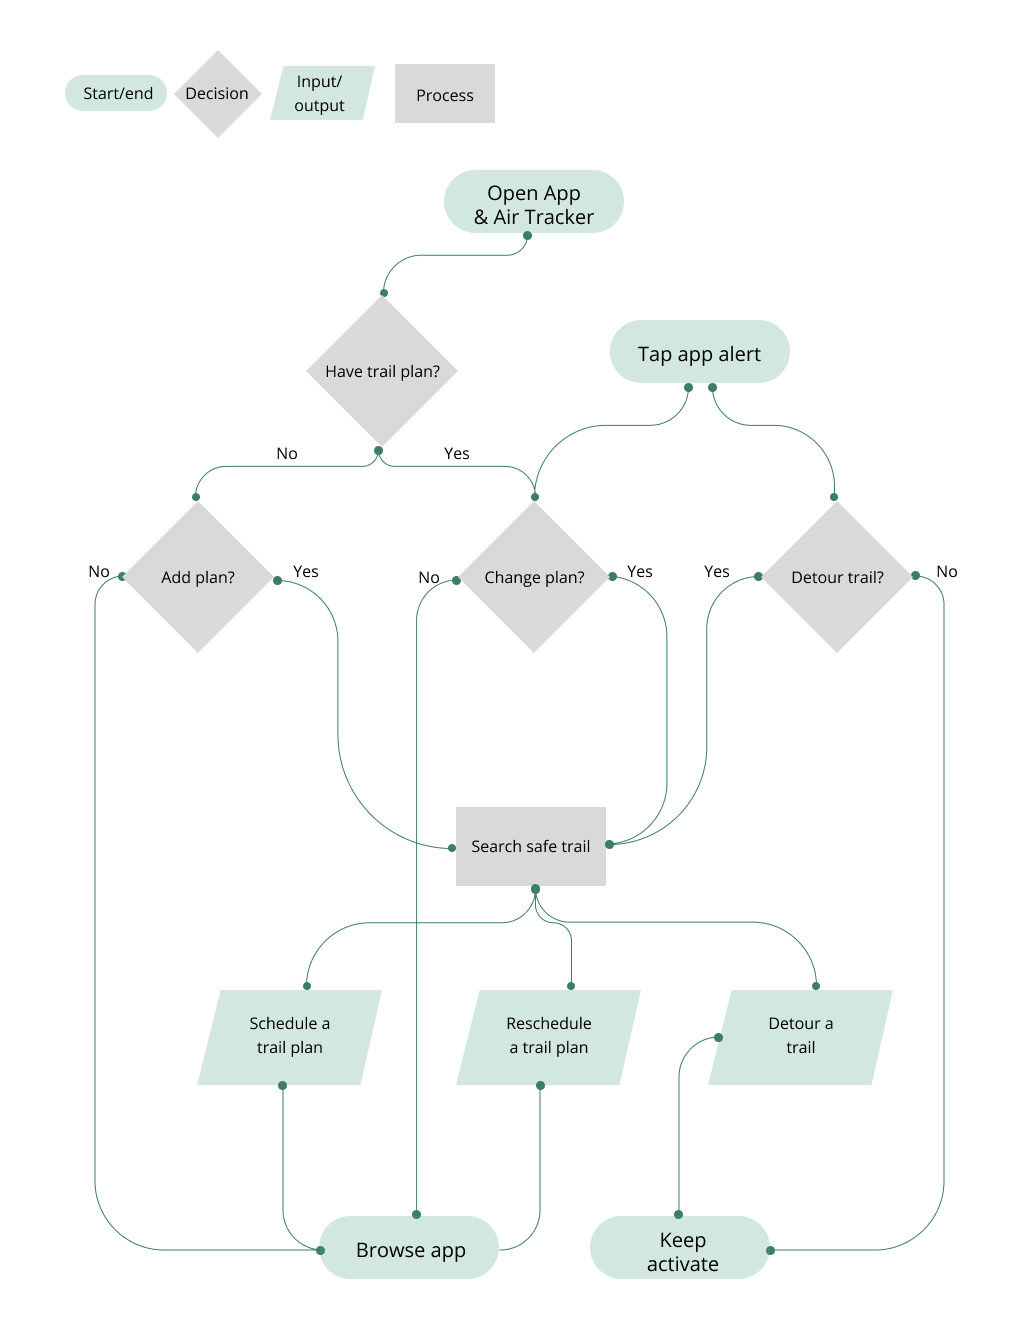 Start/end
Decision
Input/
output
Process
Open App
& Air Tracker
Have trail plan?
Tap app alert
No
Yes
No
Add plan?
Yes
No
Change plan?
Yes
Yes
Detour trail?
No
Search safe trail
Schedule a
trail plan
Reschedule
a trail plan
Detour a
trail
Browse app
Keep
activate